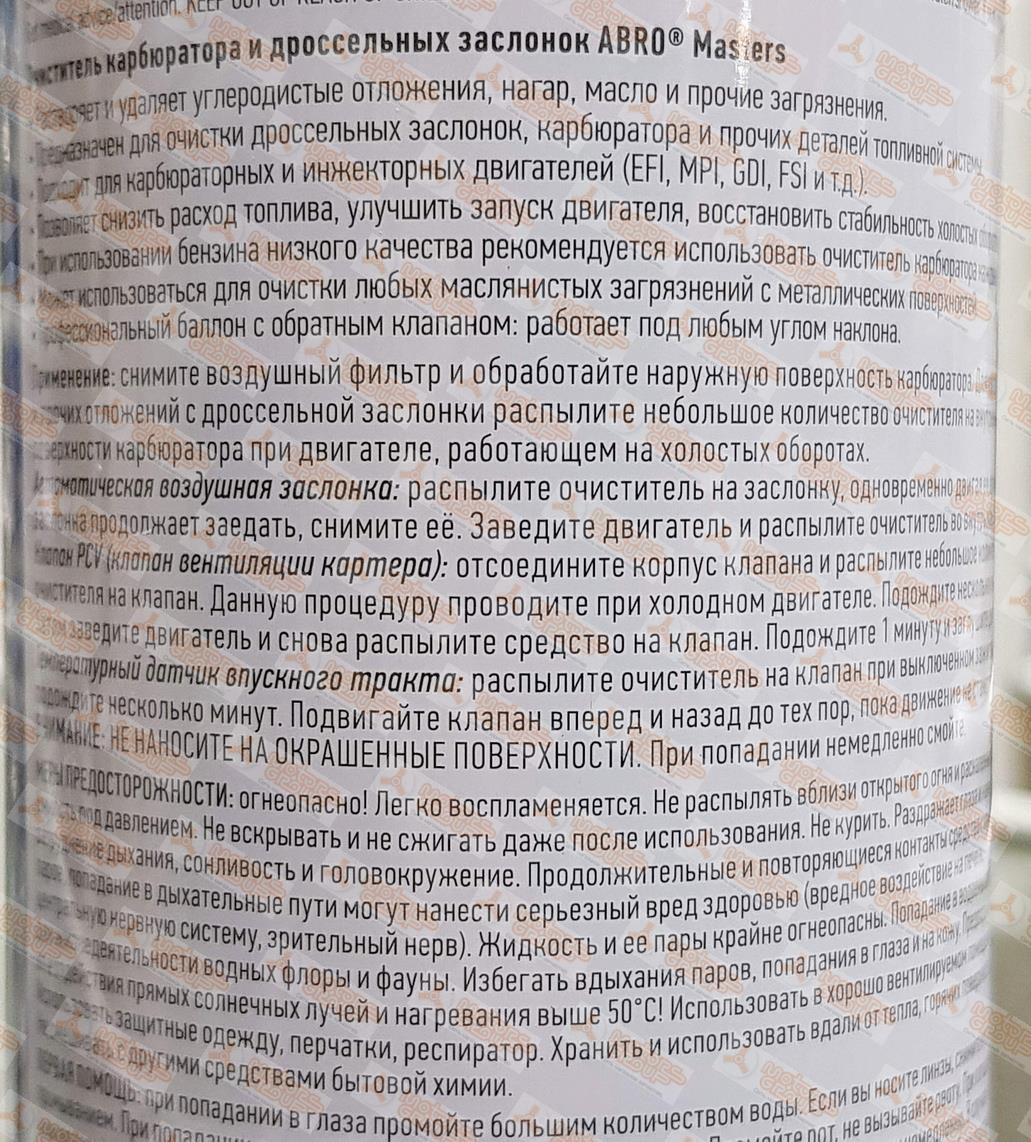 advice/attention. KEEP OUT OF REACH OF
Очиститель карбюратора и дроссельных заслонок ABRO® Masters
и удаляет углеродистые отложения, нагар, масло и прочие загрязнения.
• Предназначен для очистки дроссельных заслонок, карбюратора и прочих деталей топливной системы
• Подходит для карбюраторных и инжекторных двигателей (EFI, MPI, GDI, FSI и т.д.).
• Позволяет снизить расход топлива, улучшить запуск двигателя, восстановить стабильность холостых
• При использовании бензина низкого качества рекомендуется использовать очиститель карбюратора
• Может использоваться для очистки любых маслянистых загрязнений с металлических поверхностей.
• Профессиональный баллон с обратным клапаном: работает под любым углом наклона.
Применение: снимите воздушный фильтр и обработайте наружную поверхность карбюратора.
прочих отложений с дроссельной заслонки распылите небольшое количество очистителя на
поверхности карбюратора при двигателе, работающем на холостых оборотах.
Автоматическая воздушная заслонка: распылите очиститель на заслонку, одновременно
заслонка продолжает заедать, снимите её. Заведите двигатель и распылите очиститель во
Клапан PCV (клапан вентиляции картера): отсоедините корпус клапана и распылите небольшое
очистителя на клапан. Данную процедуру проводите при холодном двигателе. Подождите
заведите двигатель и снова распылите средство на клапан. Подождите 1 минуту и
Температурный датчик впускного тракта: распылите очиститель на клапан при выключенном
Подождите несколько минут. Подвигайте клапан вперед и назад до тех пор, пока движение не
ВНИМАНИЕ: НЕ НАНОСИТЕ НА ОКРАШЕННЫЕ ПОВЕРХНОСТИ. При попадании немедленно смойте.
МЕРЫ ПРЕДОСТОРОЖНОСТИ: огнеопасно! Легко воспламеняется. Не распылять вблизи открытого огня и
под давлением. Не вскрывать и не сжигать даже после использования. Не курить. Раздражает глаза
дыхания, сонливость и головокружение. Продолжительные и повторяющиеся контакты
попадание в дыхательные пути могут нанести серьезный вред здоровью (вредное воздействие на
центральную нервную систему, зрительный нерв). Жидкость и ее пары крайне огнеопасны. Попадание в
деятельности водных флоры и фауны. Избегать вдыхания паров, попадания в глаза и на кожу.
действия прямых солнечных лучей и нагревания выше 50°C! Использовать в хорошо вентилируемом
защитные одежду, перчатки, респиратор. Хранить и использовать вдали от тепла, горячих
с другими средствами бытовой химии.
ПЕРВАЯ ПОМОЩЬ: при попадании в глаза промойте большим количеством воды. Если вы носите линзы,
При рот, не вызывайте рвоту.